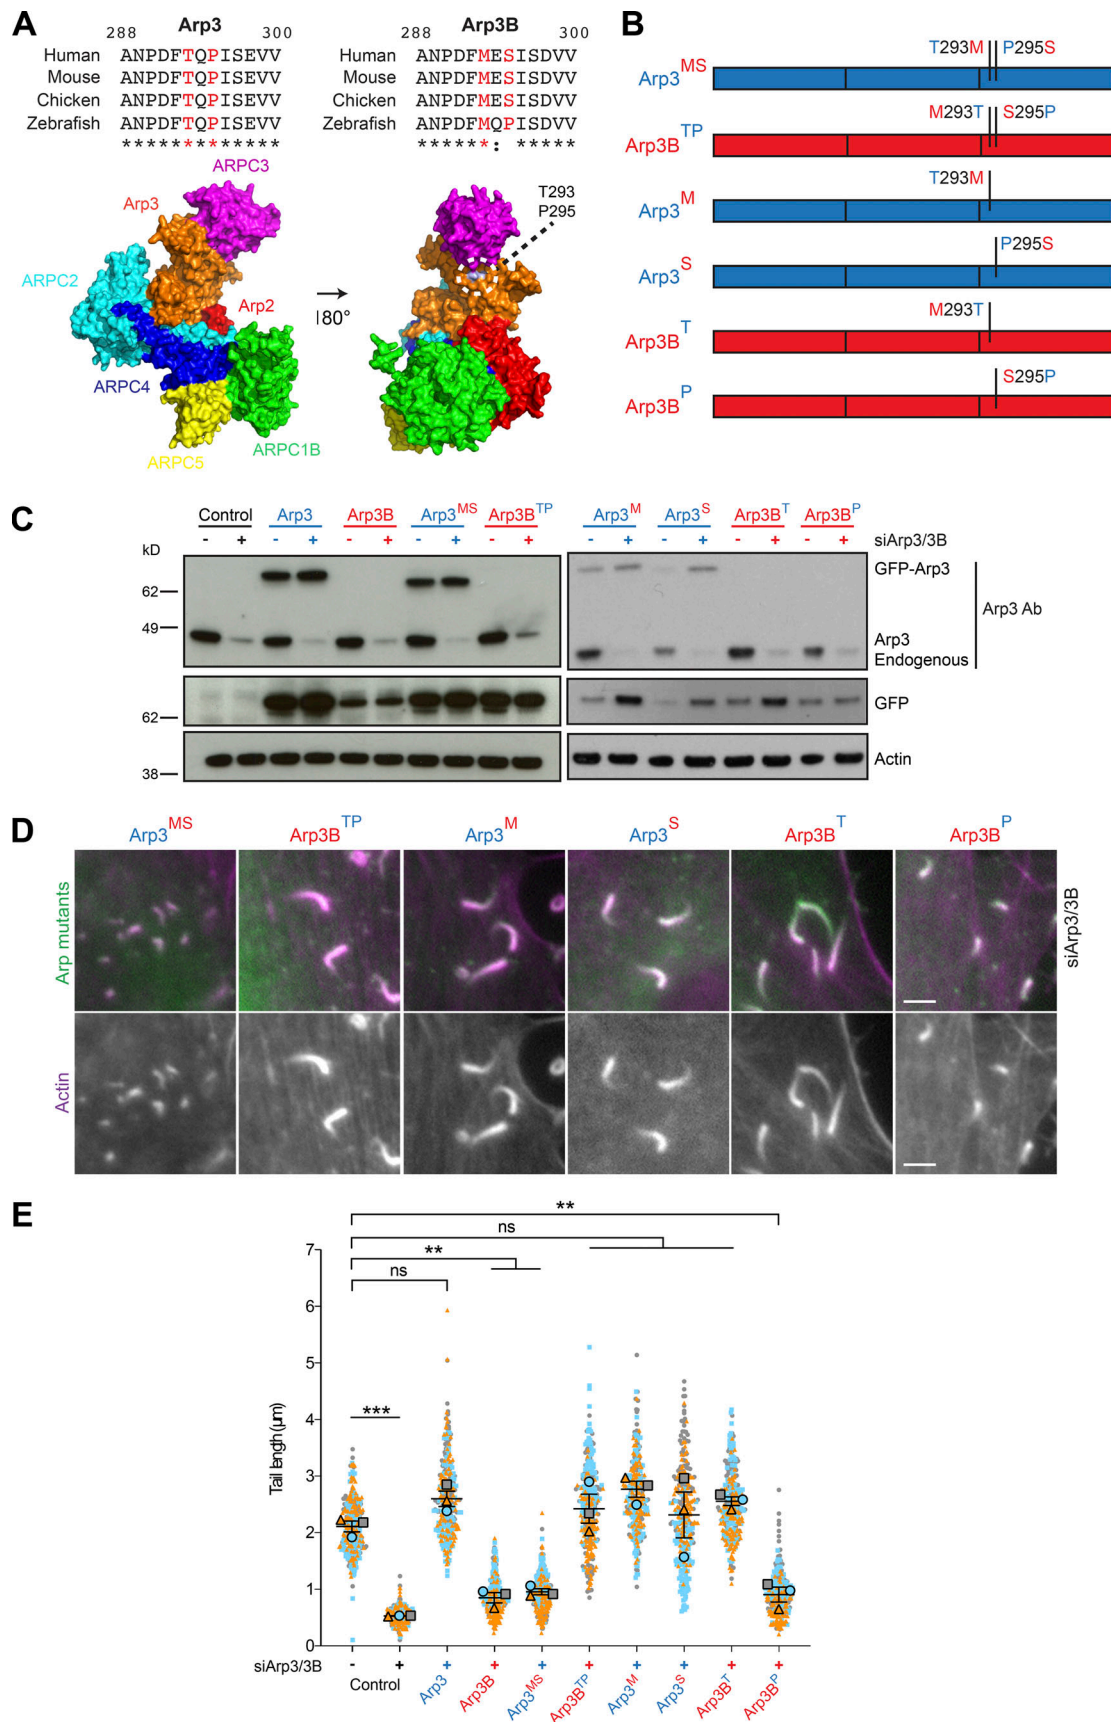 A
Arp3
288 300
Human ANPDFTQPISEVV
Mouse ANPDFTQPISEVV
Chicken ANPDFTQPISEVV
Zebrafish ANPDFTQPISEVV
*************
Arp3B
288 300
Human ANPDFMESISDVV
Mouse ANPDFMESISDVV
Chicken ANPDFMESISDVV
Zebrafish ANPDFMQPISDVV
******: *****
ARPC3
Arp3
ARPC2
Arp2
ARPC4
ARPC5
ARPC1B
180°
T293
P295
B
T293M P295S
Arp3MS
M293T S295P
Arp3BTP
T293M
Arp3M
P295S
Arp3S
M293T
Arp3BT
S295P
Arp3BP
C
Control Arp3 Arp3B Arp3MS Arp3BTP Arp3M Arp3S Arp3BT Arp3BP
- + - + - + - + - + - + - + - + - + siArp3/3B
kD
62
49
62
38
GFP-Arp3
Arp3 Ab
Arp3
Endogenous
GFP
Actin
D
Arp3MS Arp3BTP Arp3M Arp3S Arp3BT Arp3BP
Arp mutants
Actin
siArp3/3B
E
**
ns
**
ns
***
Tail length (µm)
7
6
5
4
3
2
1
0
siArp3/3B - + + + + + + + + +
Control Arp3 Arp3B Arp3MS Arp3BTP Arp3M Arp3S Arp3BT Arp3BP